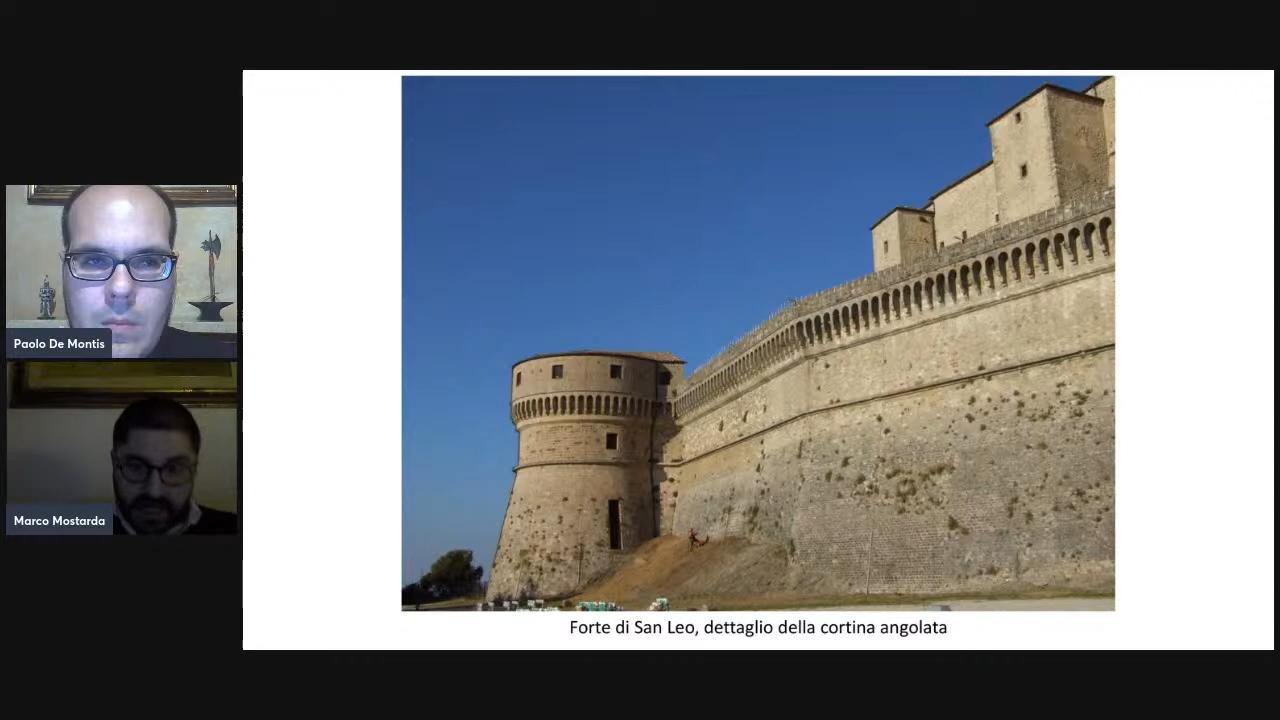 Paolo De Montis
Marco Mostarda
Forte di San Leo, dettaglio della cortina angolata